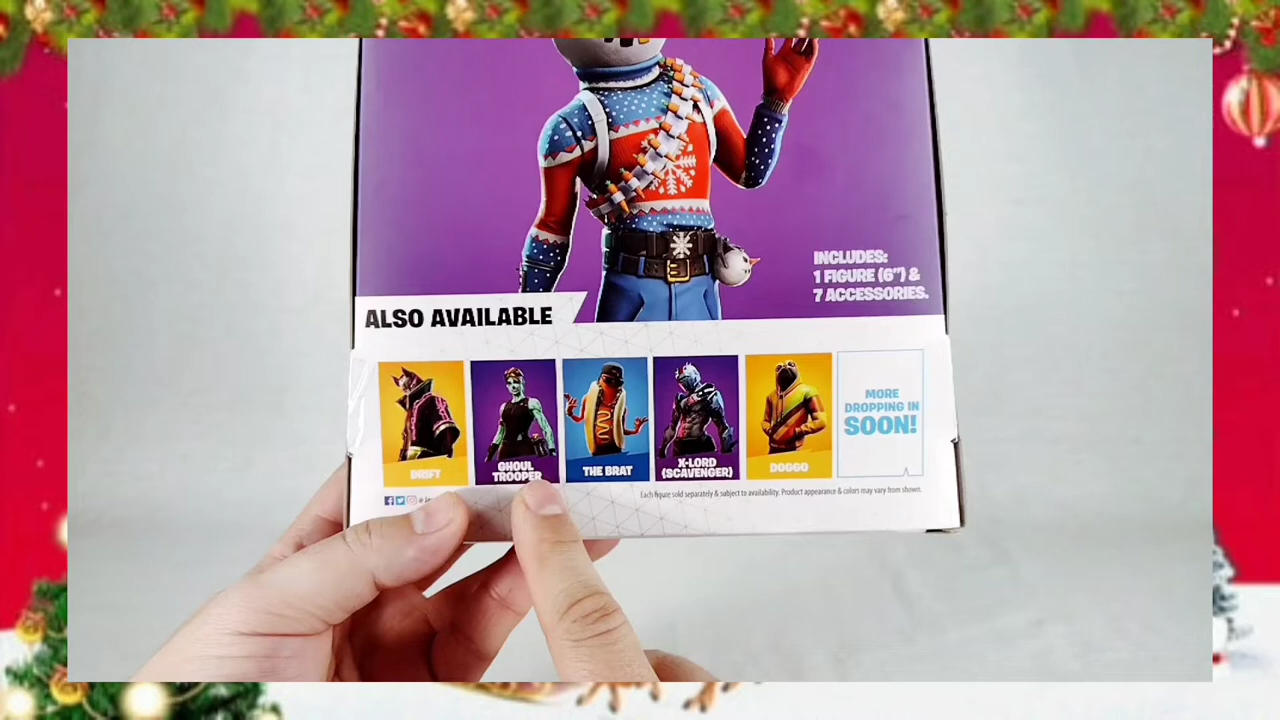 INCLUDES:
1 FIGURE (6") &
7 ACCESSORIES.
ALSO AVAILABLE
DRIFT
GHOUL
TROOPER
THE BRAT
X-LORD
(SCAVENGER)
DOGGO
MORE
DROPPING IN
SOON!
Each figure sold separately & subject to availability. Product appearance & colors may vary from shown.